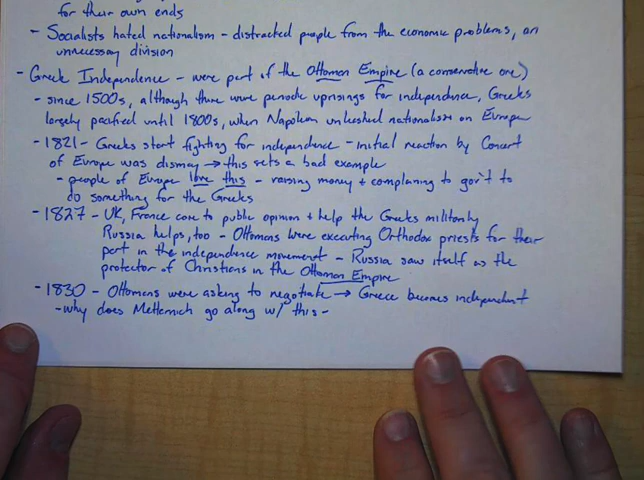 for their own ends
- Socialists hated nationalism - distracted people from the economic problems, an
unnecessary division
- Greek Independence - were part of the Ottoman Empire (a conservative one)
- since 1500s, although there were periodic uprisings for independence, Greeks
largely pacified until 1800s, when Napoleon unleashed nationalism on Europe
- 1821 - Greeks start fighting for independence - initial reaction by Concert
of Europe was dismay → this sets a bad example
- people of Europe love this - raising money + complaining to gov't to
do something for the Greeks
- 1827 - UK, France cave to public opinion + help the Greeks militarily
Russia helps, too - Ottomans were executing Orthodox priests for their
part in the independence movement - Russia saw itself as the
protector of Christians in the Ottoman Empire
- 1830 - Ottomans were asking to negotiate → Greece becomes independent
- why does Metternich go along w/ this -